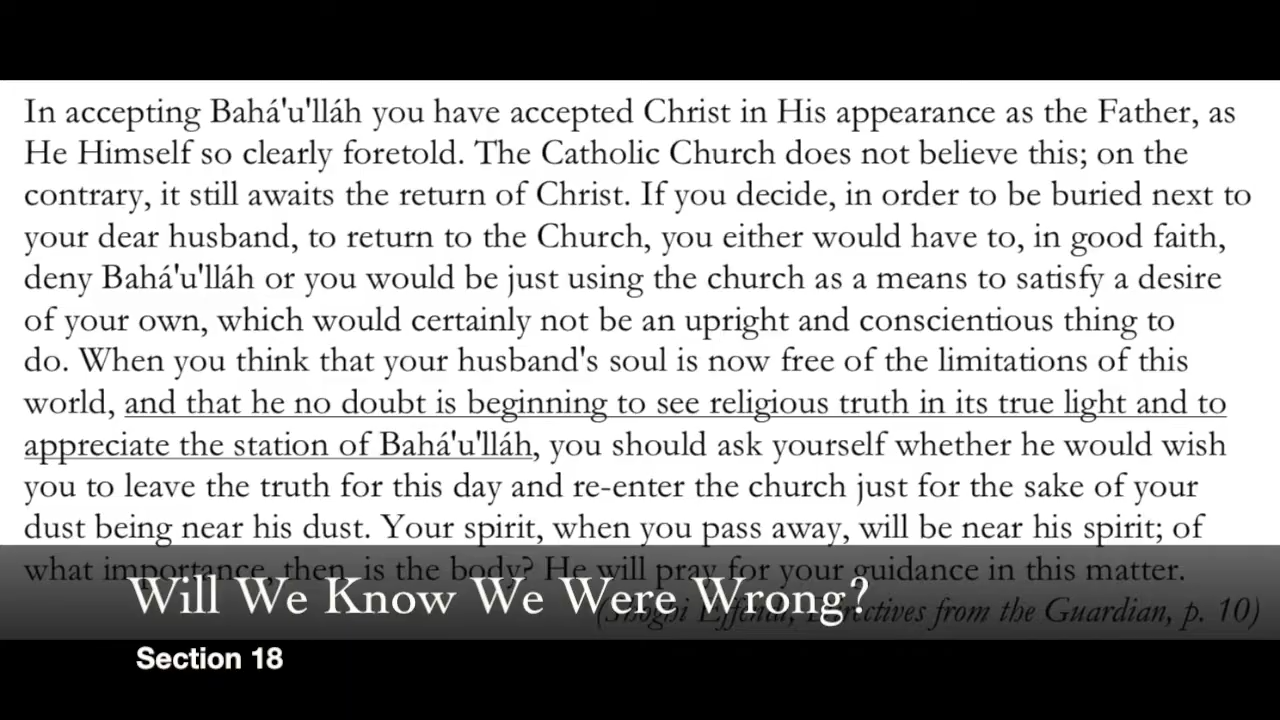 In accepting Bahá'u'lláh you have accepted Christ in His appearance as the Father, as
He Himself so clearly foretold. The Catholic Church does not believe this; on the
contrary, it still awaits the return of Christ. If you decide, in order to be buried next to
your dear husband, to return to the Church, you either would have to, in good faith,
deny Bahá'u'lláh or you would be just using the church as a means to satisfy a desire
of your own, which would certainly not be an upright and conscientious thing to
do. When you think that your husband's soul is now free of the limitations of this
world, and that he no doubt is beginning to see religious truth in its true light and to
appreciate the station of Bahá'u'lláh, you should ask yourself whether he would wish
you to leave the truth for this day and re-enter the church just for the sake of your
dust being near his dust. Your spirit, when you pass away, will be near his spirit; of
what importance, then, is the body? He will pray for your guidance in this matter.
(Shoghi Effendi, Directives from the Guardian, p. 10)
Will We Know We Were Wrong?
Section 18